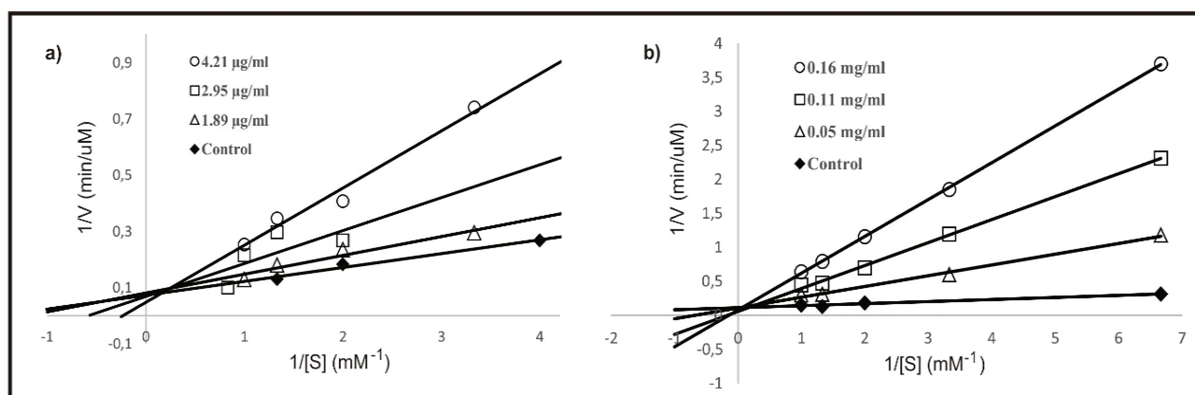 a)
4.21 µg/ml
2.95 µg/ml
1.89 µg/ml
Control
1/V (min/uM)
0,9
0,7
0,5
0,3
0,1
-0,1
-1 0 1 2 3 4
1/[S] (mM⁻¹)
b)
0.16 mg/ml
0.11 mg/ml
0.05 mg/ml
Control
1/V (min/uM)
4
3,5
3
2,5
2
1,5
1
0,5
0
-0,5
-1
-2 -1 0 1 2 3 4 5 6 7
1/[S] (mM⁻¹)